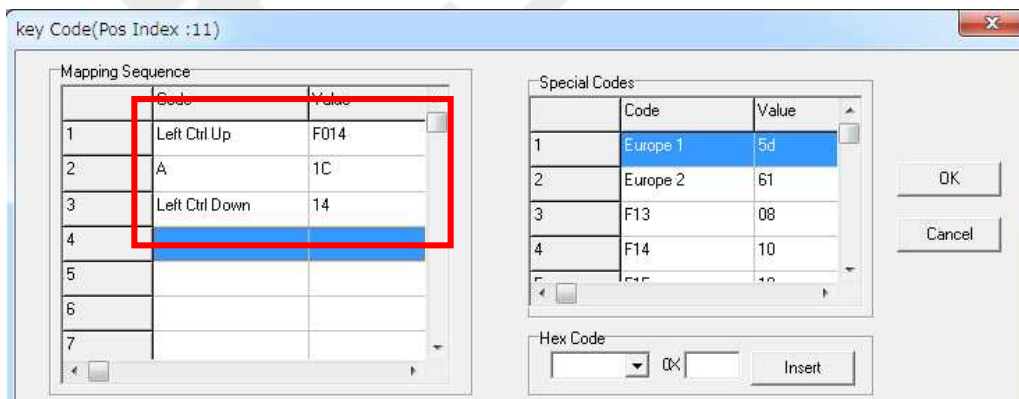 key Code(Pos Index :11)
Mapping Sequence
Code Value
1 Left Ctrl Up F014
2 A 1C
3 Left Ctrl Down 14
4
5
6
7
Special Codes
Code Value
1 Europe 1 5d
2 Europe 2 61
3 F13 08
4 F14 10
Hex Code
0X
Insert
OK
Cancel